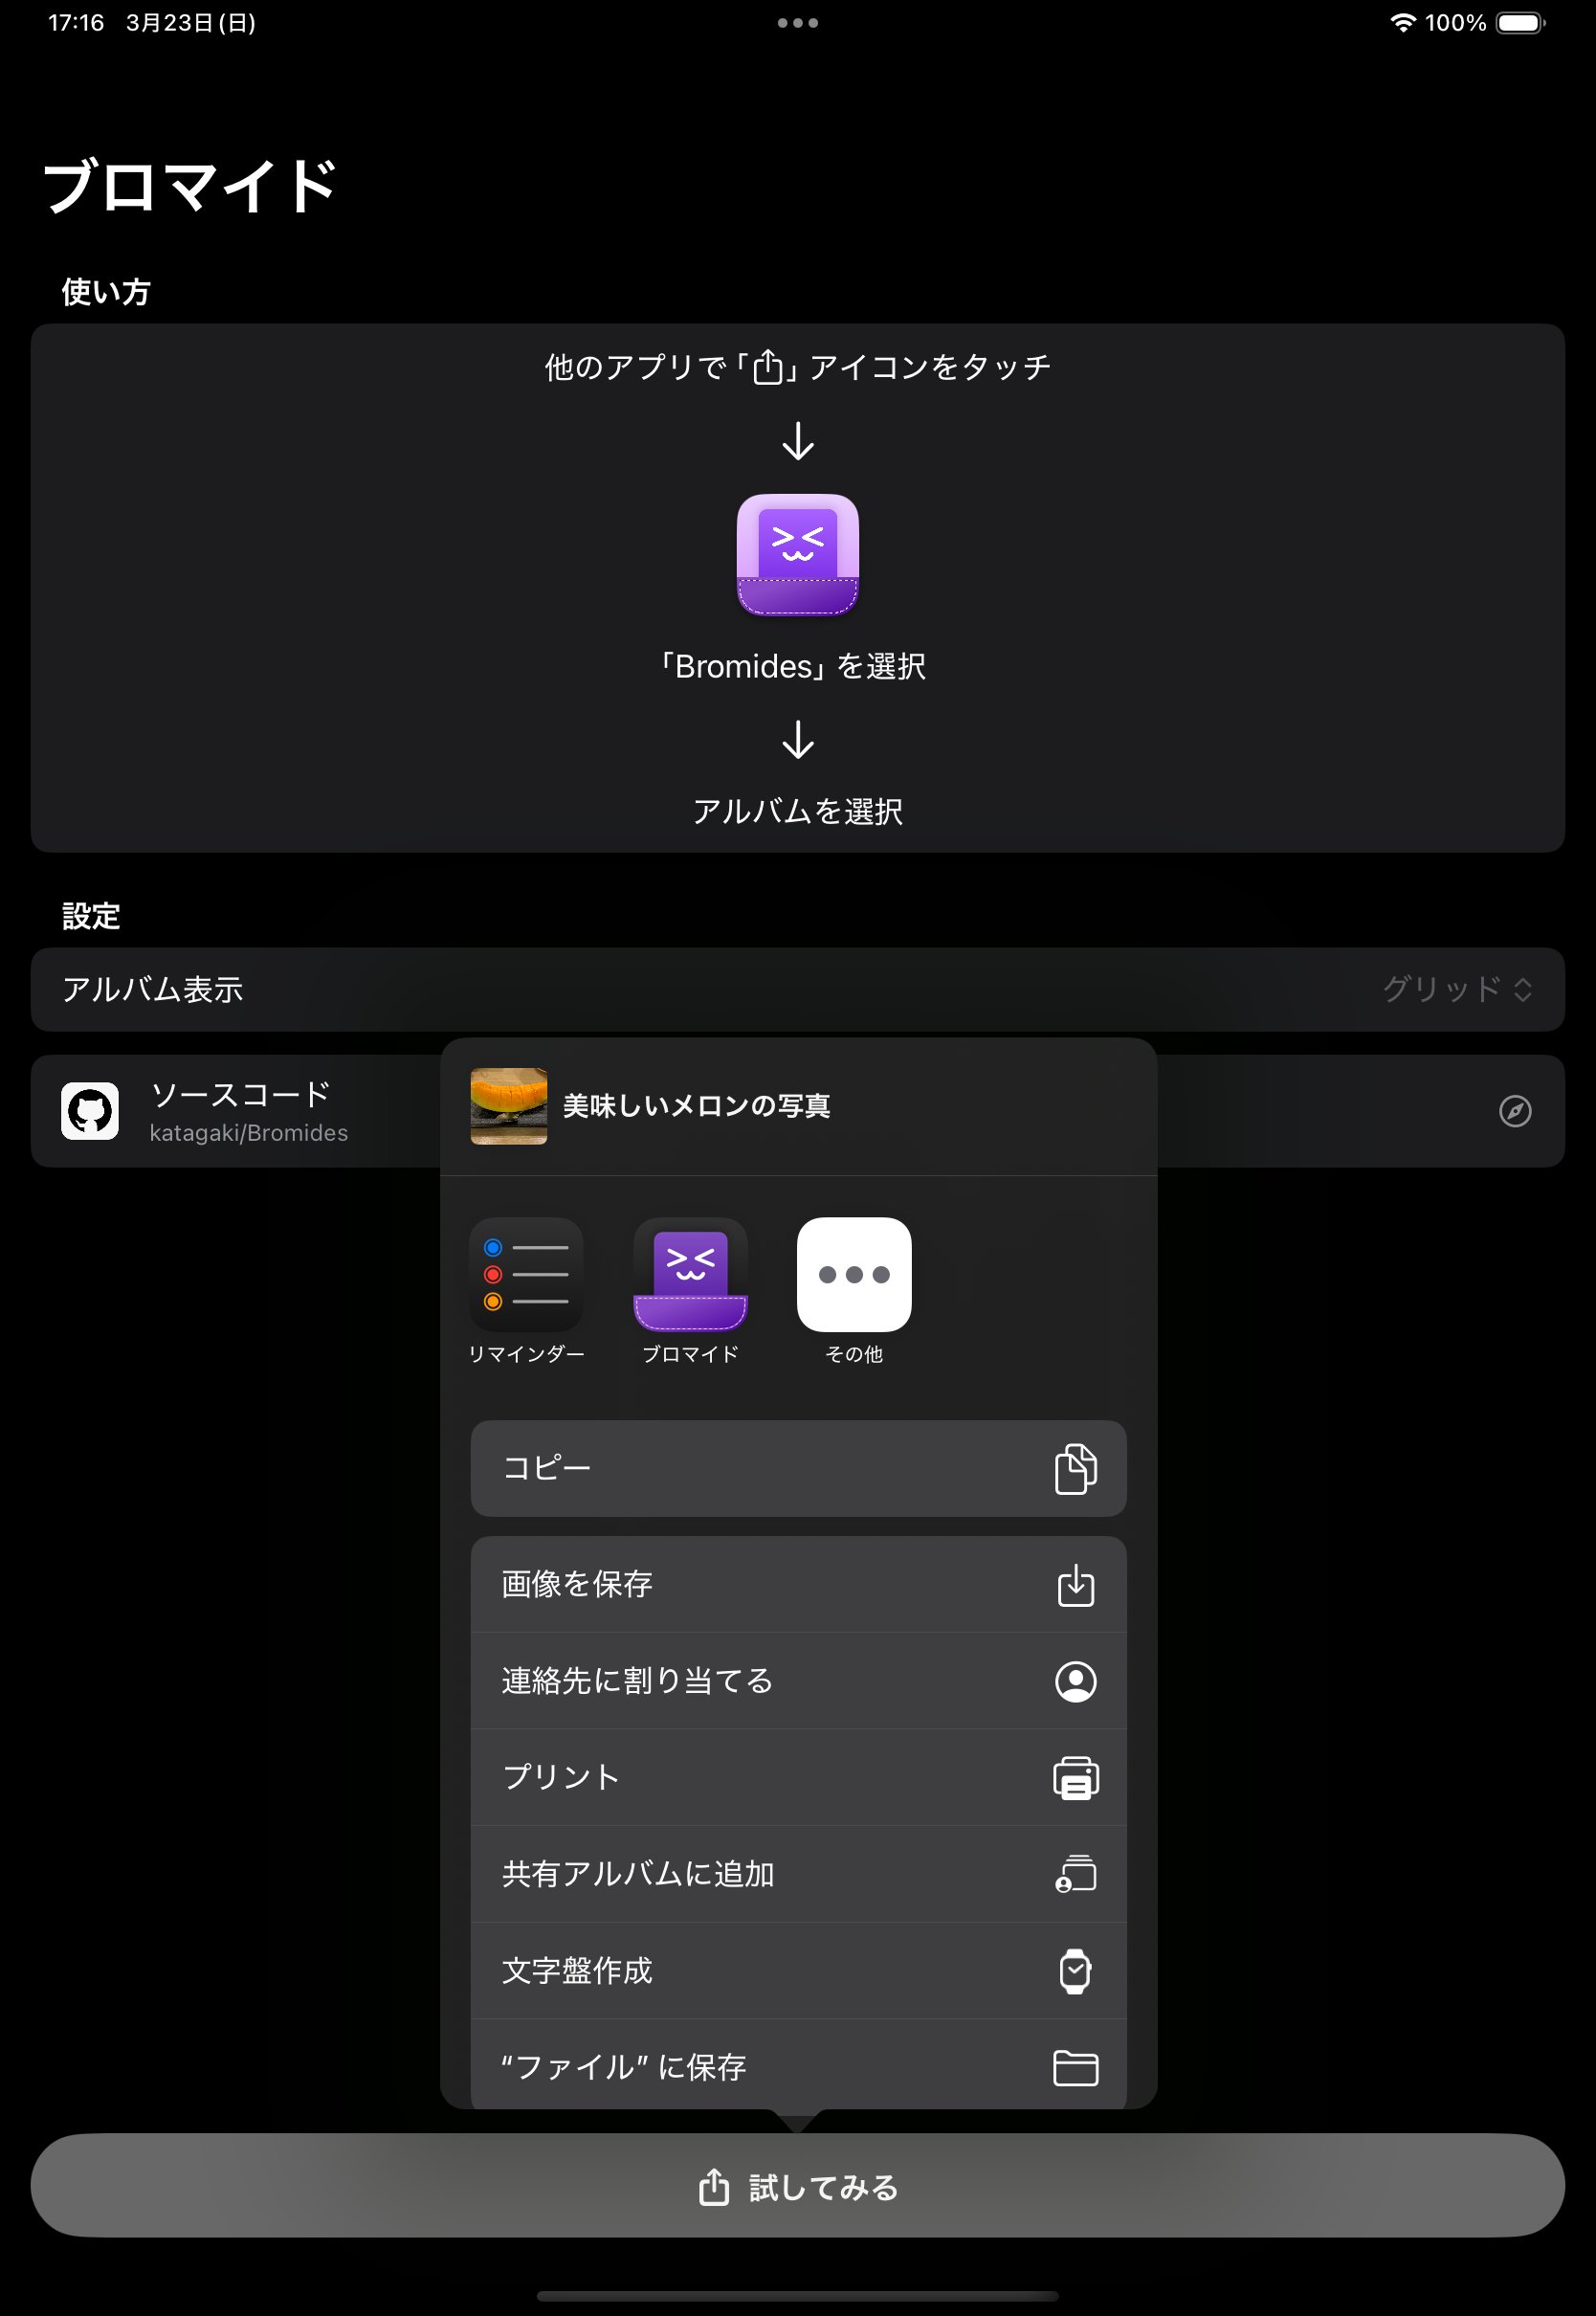 17:16 3月23日(日)
100%
ブロマイド
使い方
他のアプリで「」アイコンをタッチ
「Bromides」を選択
アルバムを選択
設定
アルバム表示
グリッド
ソースコード
katagaki/Bromides
美味しいメロンの写真
リマインダー
ブロマイド
その他
コピー
画像を保存
連絡先に割り当てる
プリント
共有アルバムに追加
文字盤作成
“ファイル” に保存
試してみる